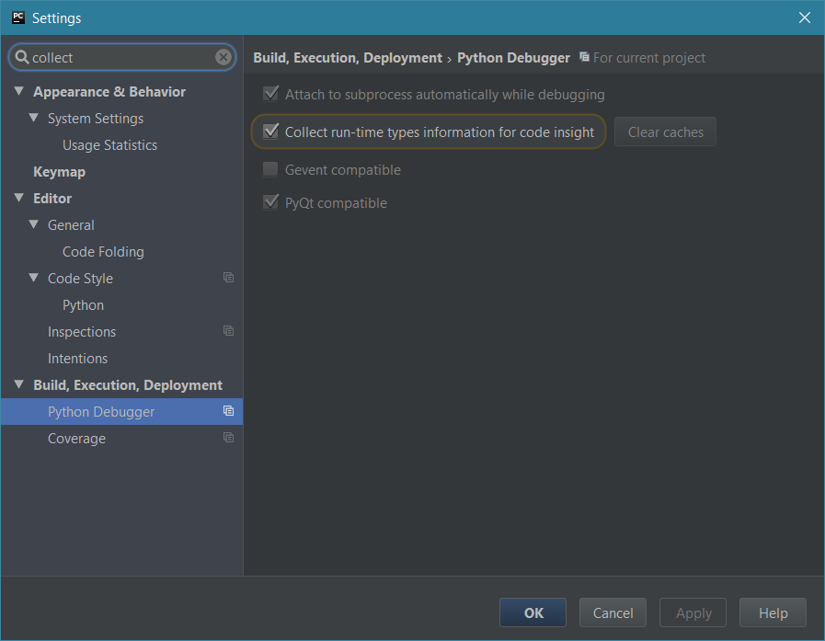 PC Settings
collect
Appearance & Behavior
System Settings
Usage Statistics
Keymap
Editor
General
Code Folding
Code Style
Python
Inspections
Intentions
Build, Execution, Deployment
Python Debugger
Coverage
Build, Execution, Deployment › Python Debugger For current project
Attach to subprocess automatically while debugging
Collect run-time types information for code insight Clear caches
Gevent compatible
PyQt compatible
OK Cancel Apply Help